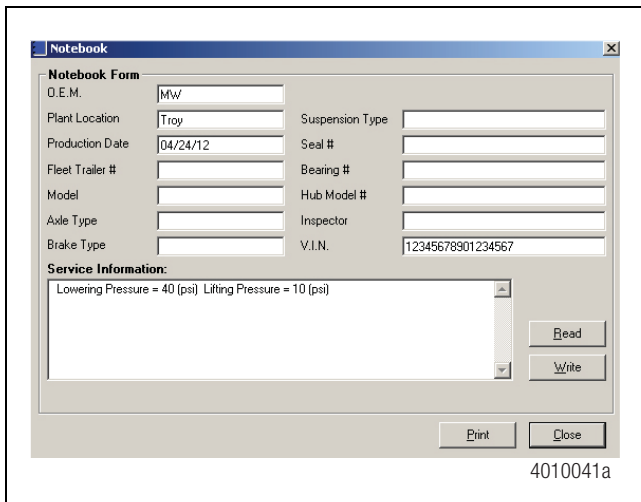 Notebook
Notebook Form
O.E.M. MW
Plant Location Troy Suspension Type
Production Date 04/24/12 Seal #
Fleet Trailer # Bearing #
Model Hub Model #
Axle Type Inspector
Brake Type V.I.N. 12345678901234567
Service Information:
Lowering Pressure = 40 (psi) Lifting Pressure = 10 (psi)
Read
Write
Print Close
4010041a